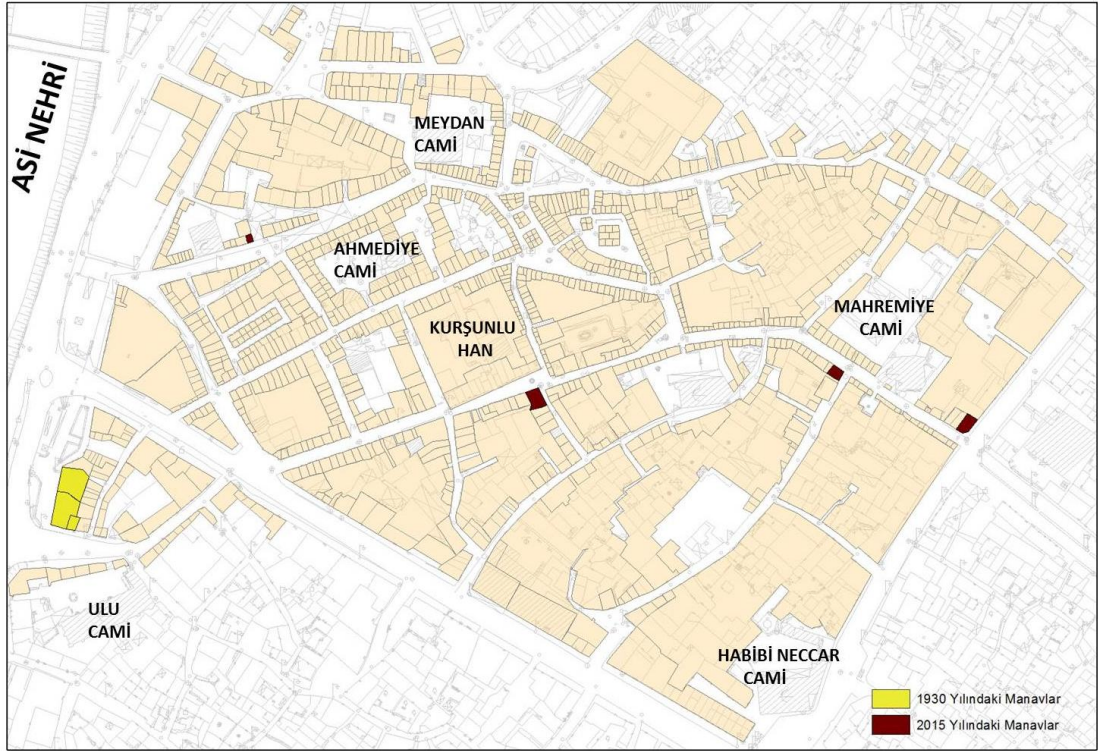 ASİ NEHRİ
MEYDAN
CAMİ
AHMEDİYE
CAMİ
KURŞUNLU
HAN
MAHREMİYE
CAMİ
ULU
CAMİ
HABİBİ NECCAR
CAMİ
1930 Yılındaki Manavlar
2015 Yılındaki Manavlar